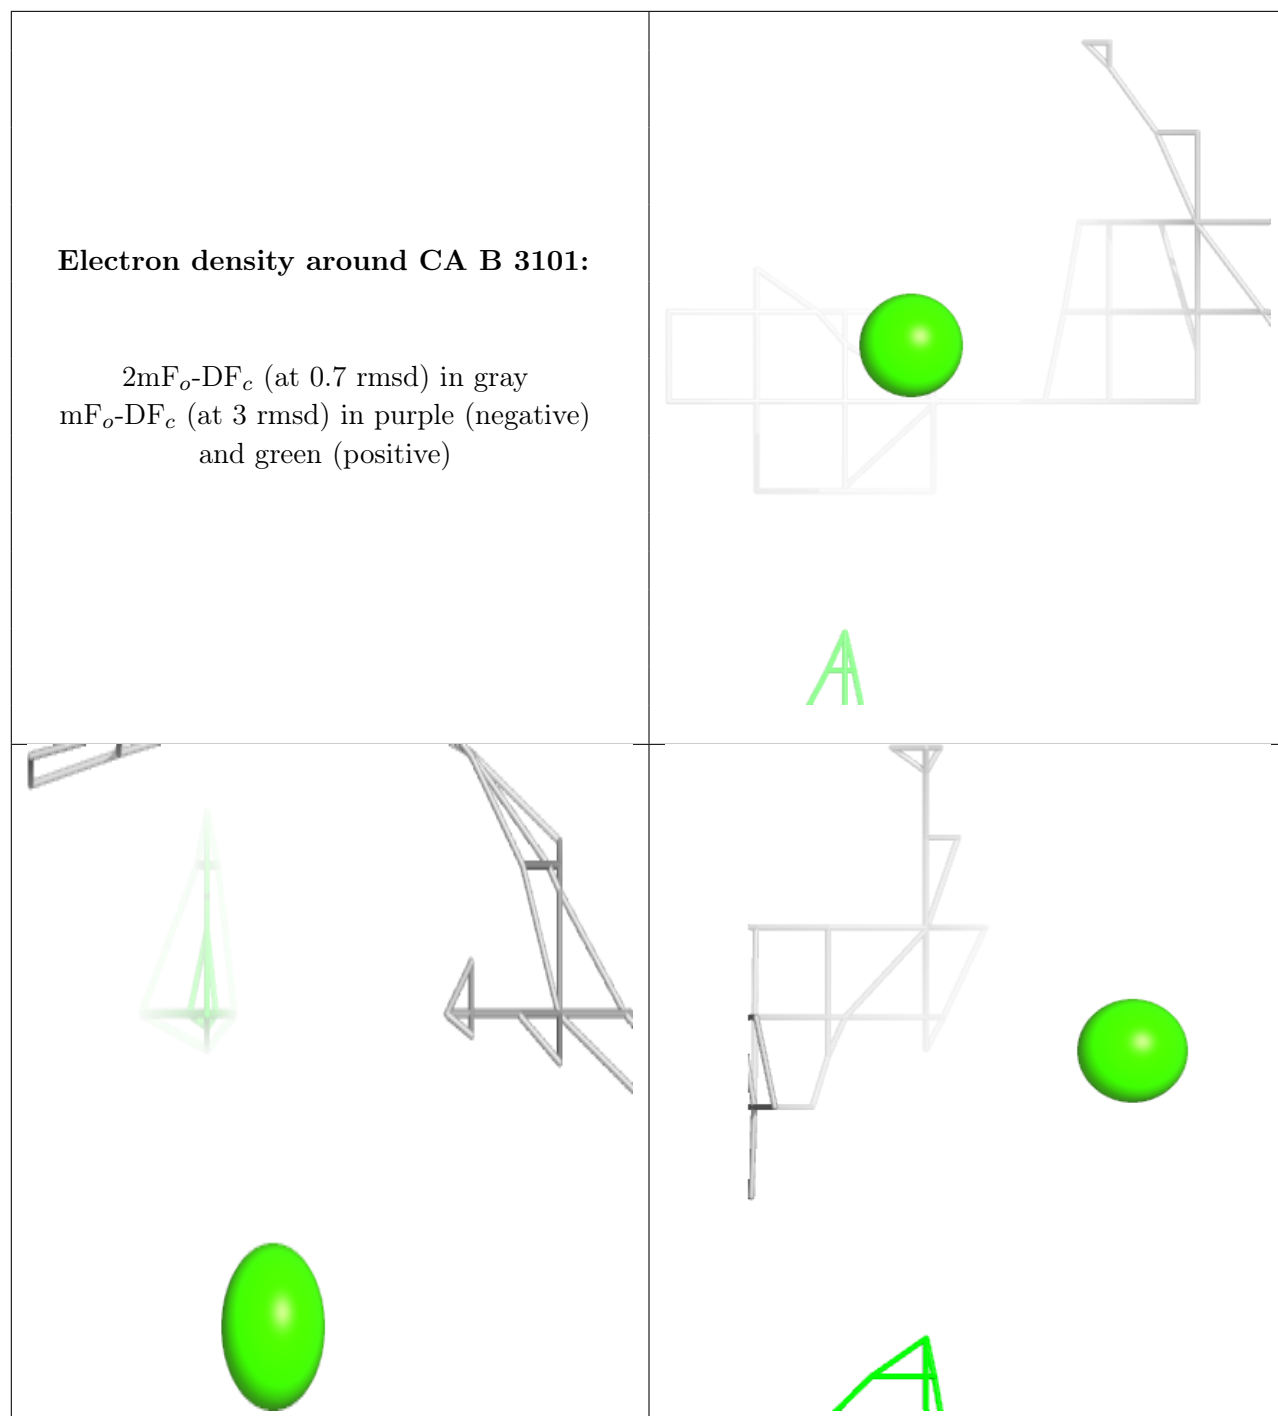 Electron density around CA B 3101:
2mFo-DFc (at 0.7 rmsd) in gray
mFo-DFc (at 3 rmsd) in purple (negative)
and green (positive)